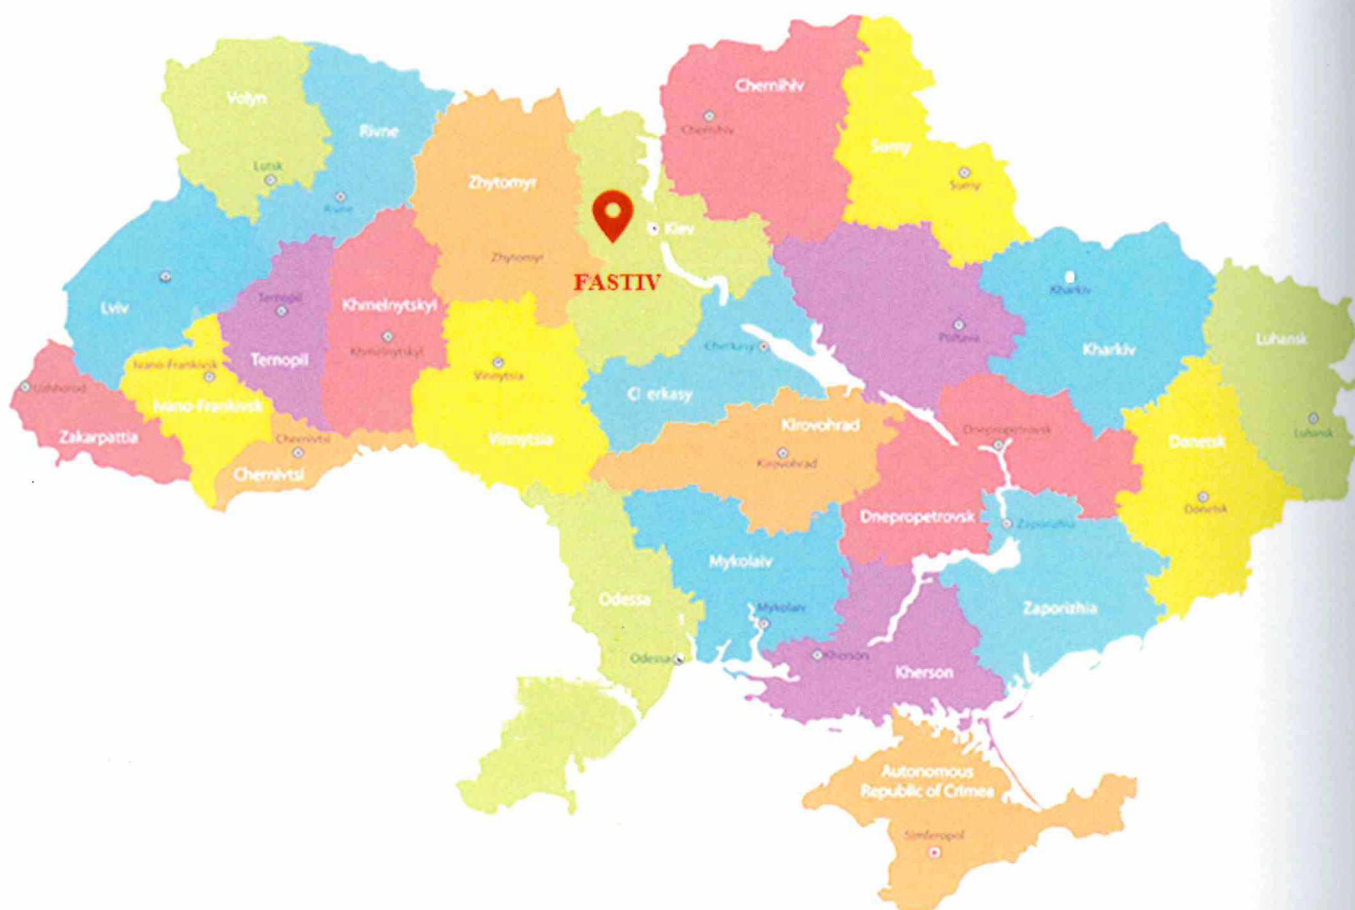 Volyn
Lutsk
Rivne
Rivne
Zhytomyr
Zhytomyr
Kiev
FASTIV
Chernihiv
Chernihiv
Sumy
Sumy
Lviv
Ternopil
Ternopil
Khmelnytskyi
Khmelnytskyi
Ivano-Frankivsk
Ivano-Frankivsk
Uzhhorod
Zakarpattia
Chernivtsi
Chernivtsi
Vinnytsia
Vinnytsia
Cherkasy
C erkasy
Poltava
Kharkiv
Kharkiv
Luhansk
Luhansk
Kirovohrad
Kirovohrad
Dnepropetrovsk
Dnepropetrovsk
Donetsk
Donetsk
Zaporizhia
Zaporizhia
Mykolaiv
Mykolaiv
Odessa
Odessa
Kherson
Kherson
Autonomous
Republic of Crimea
Simferopol